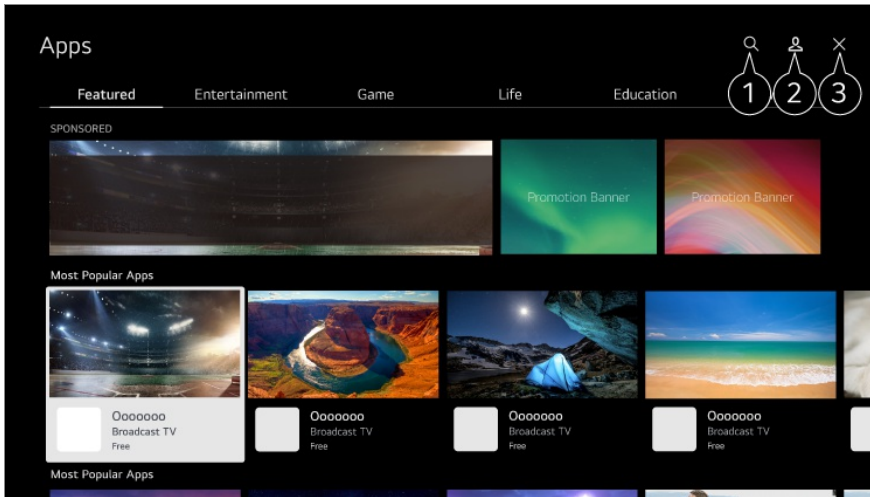 Apps
Featured Entertainment Game Life Education
1 2 3
SPONSORED
Promotion Banner Promotion Banner
Most Popular Apps
Ooooooo Ooooooo Ooooooo Ooooooo
Broadcast TV Broadcast TV Broadcast TV Broadcast TV
Free Free Free Free
Most Popular Apps